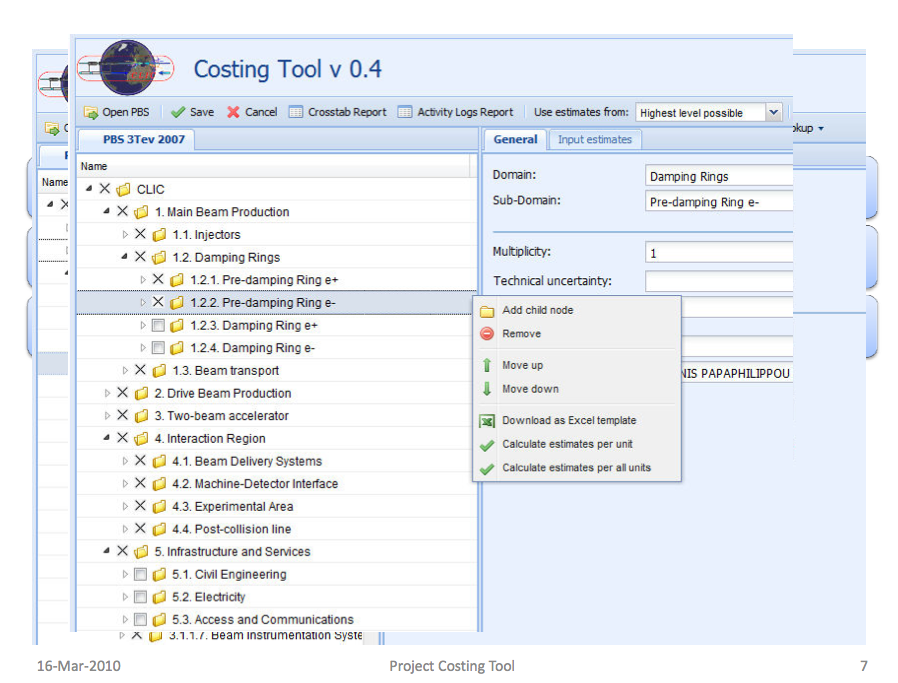 Costing Tool v 0.4
Open PBS Save Cancel Crosstab Report Activity Logs Report Use estimates from: Highest level possible
kup
PBS 3Tev 2007 General Input estimates
Name
Name
CLIC
1. Main Beam Production
1.1. Injectors
1.2. Damping Rings
1.2.1. Pre-damping Ring e+
1.2.2. Pre-damping Ring e-
1.2.3. Damping Ring e+
1.2.4. Damping Ring e-
1.3. Beam transport
2. Drive Beam Production
3. Two-beam accelerator
4. Interaction Region
4.1. Beam Delivery Systems
4.2. Machine-Detector Interface
4.3. Experimental Area
4.4. Post-collision line
5. Infrastructure and Services
5.1. Civil Engineering
5.2. Electricity
5.3. Access and Communications
3.1.1.7. Beam Instrumentation Syste
Domain: Damping Rings
Sub-Domain: Pre-damping Ring e-
Multiplicity: 1
Technical uncertainty:
NIS PAPAPHILIPPOU
Add child node
Remove
Move up
Move down
Download as Excel template
Calculate estimates per unit
Calculate estimates per all units
16-Mar-2010 Project Costing Tool 7